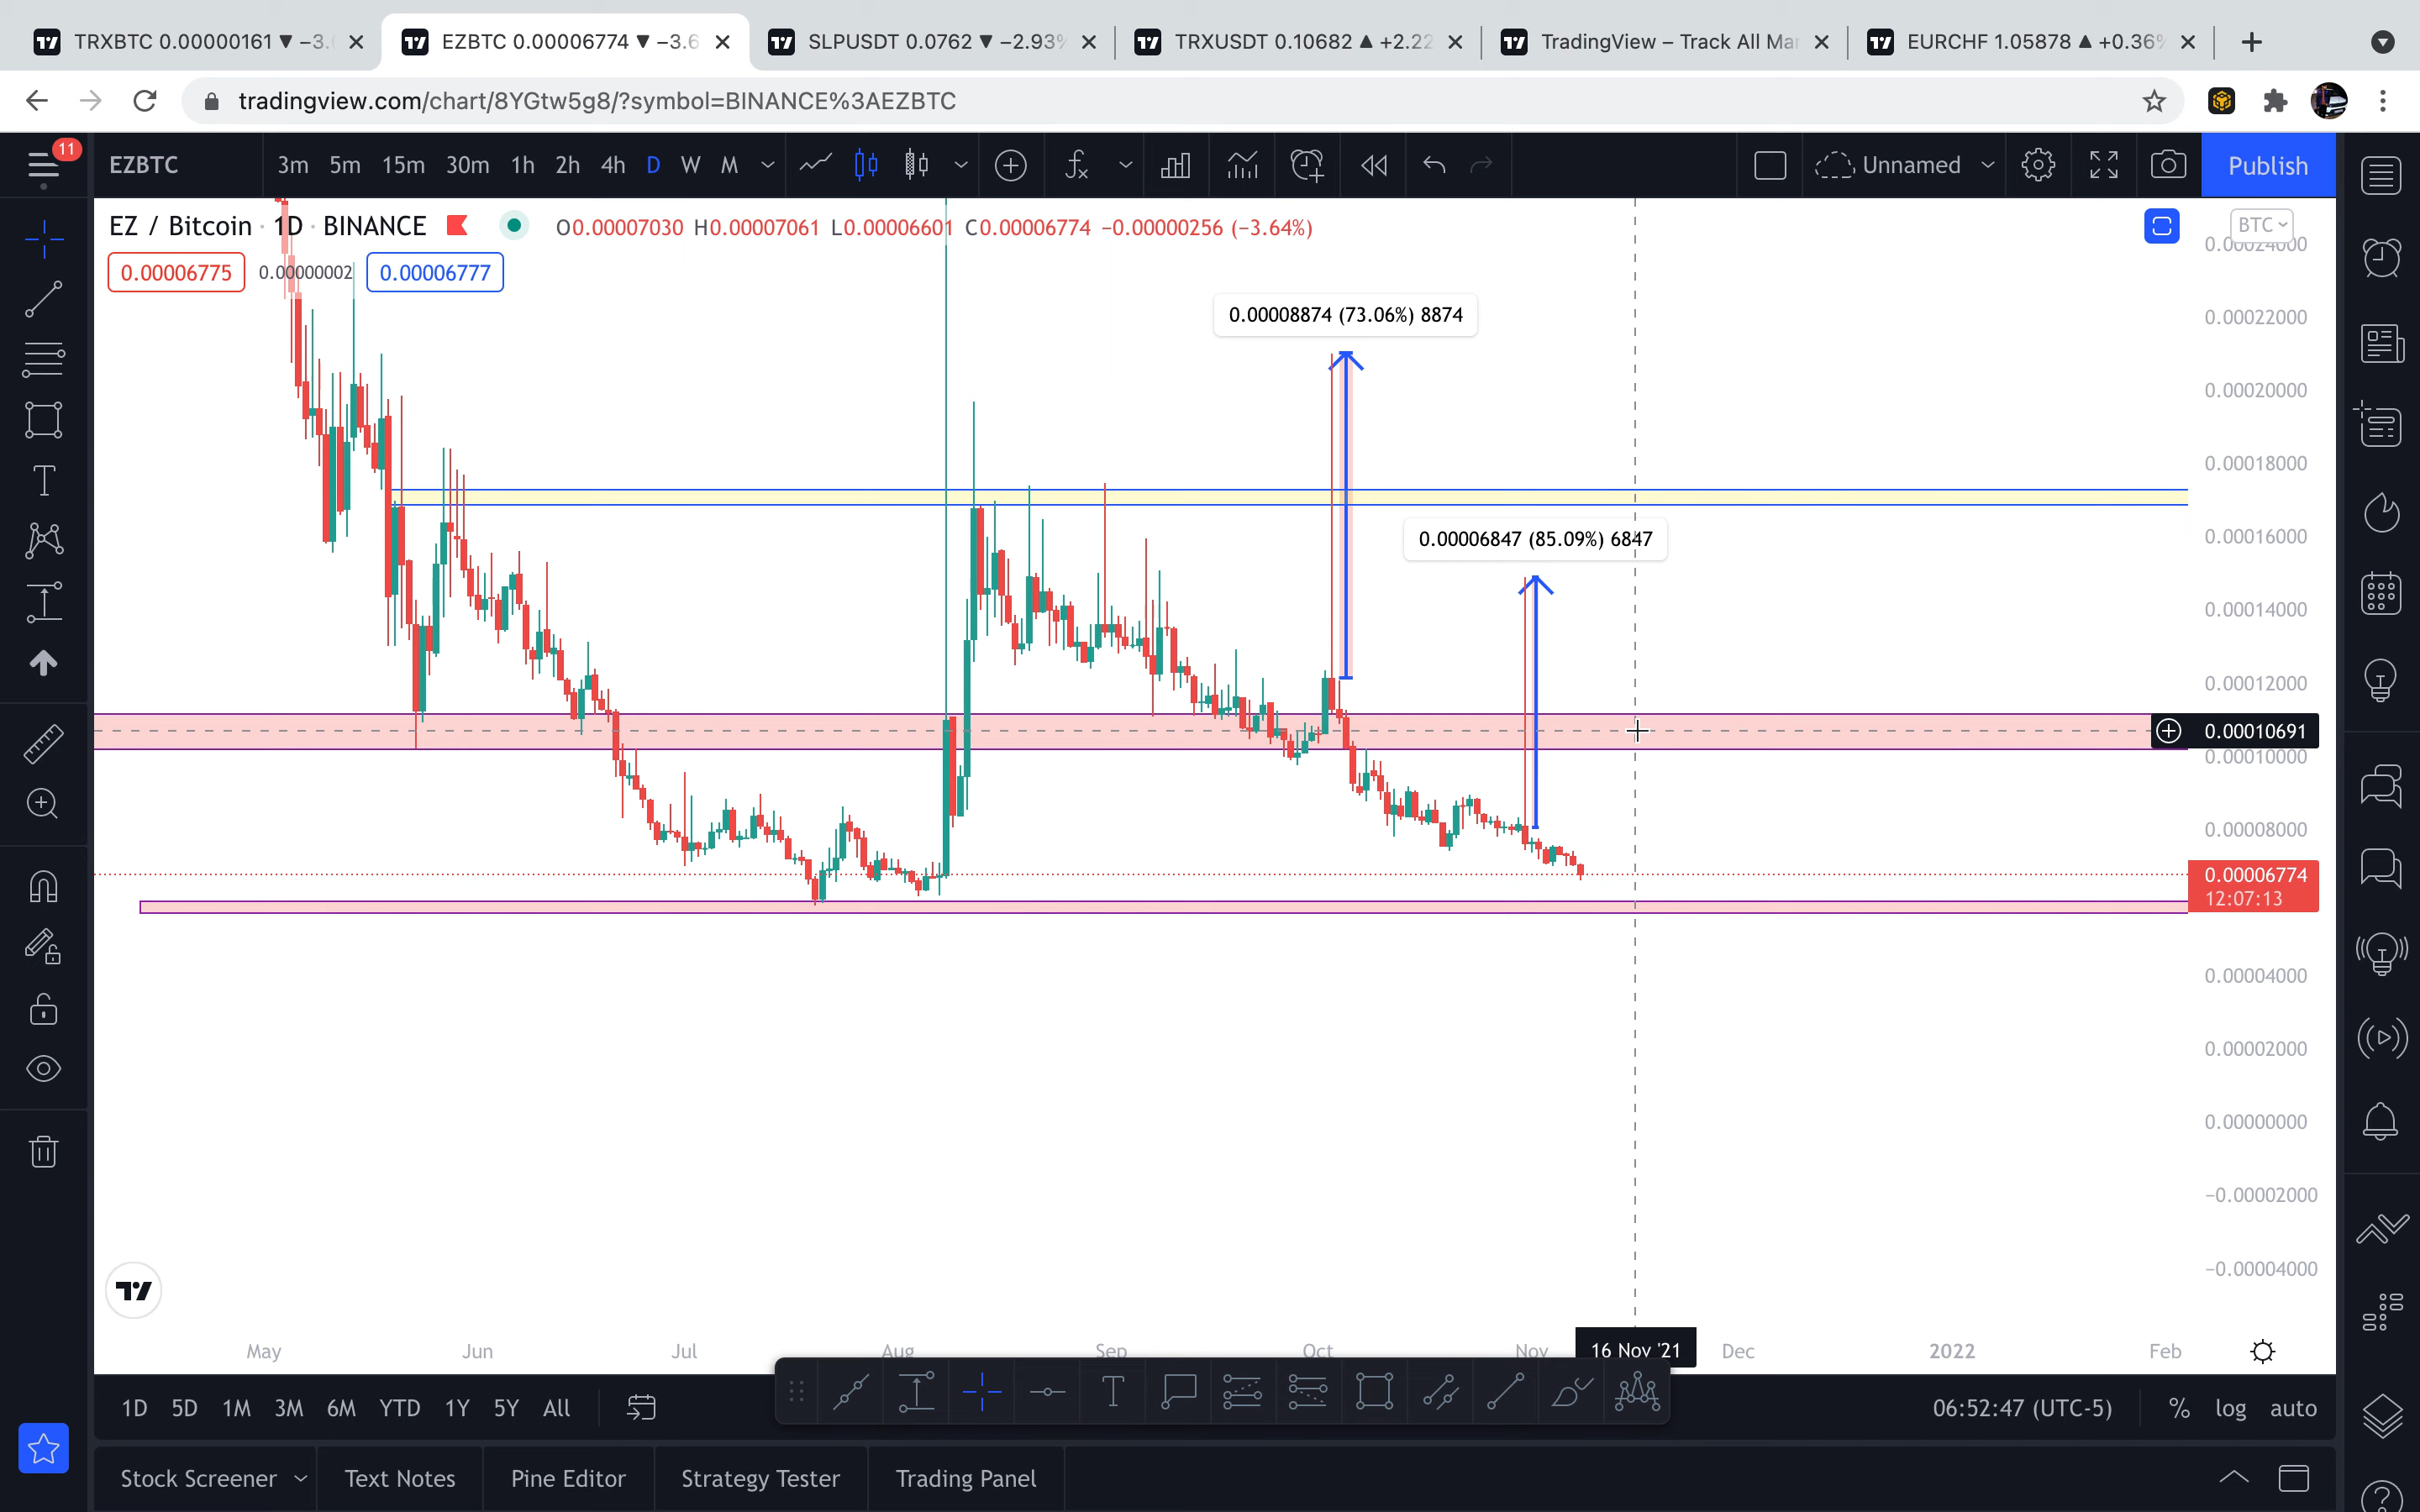 TRXBTC 0.00000161 ▼ −3.
EZBTC 0.00006774 ▼ −3.6
SLPUSDT 0.0762 ▼ −2.93%
TRXUSDT 0.10682 ▲ +2.22
TradingView – Track All Mar
EURCHF 1.05878 ▲ +0.36%
tradingview.com/chart/8YGtw5g8/?symbol=BINANCE%3AEZBTC
11
EZBTC 3m 5m 15m 30m 1h 2h 4h D W M Unnamed Publish
EZ / Bitcoin · 1D · BINANCE O0.00007030 H0.00007061 L0.00006601 C0.00006774 −0.00000256 (−3.64%)
BTC
0.00006775 0.00000002 0.00006777
0.00024000
0.00008874 (73.06%) 8874
0.00022000
0.00020000
0.00018000
0.00006847 (85.09%) 6847
0.00016000
0.00014000
0.00012000
0.00010691
0.00010000
0.00008000
0.00006774
12:07:13
0.00004000
0.00002000
0.00000000
−0.00002000
−0.00004000
May Jun Jul Aug Sep Oct Nov 16 Nov '21 Dec 2022 Feb
1D 5D 1M 3M 6M YTD 1Y 5Y All 06:52:47 (UTC-5) % log auto
Stock Screener Text Notes Pine Editor Strategy Tester Trading Panel